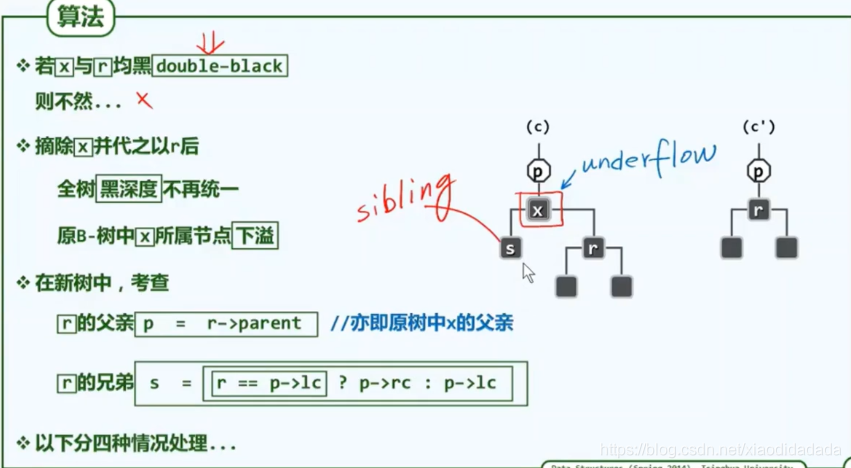 算法
❖ 若x与r均黑double-black
则不然... ×
❖ 摘除x并代之以r后
全树黑深度不再统一
原B-树中x所属节点下溢
❖ 在新树中，考查
r的父亲 p = r->parent //亦即原树中x的父亲
r的兄弟 s = r == p->lc ? p->rc : p->lc
❖ 以下分四种情况处理...
(c)
(c')
p
p
underflow
sibling
x
r
s
r
https://blog.csdn.net/xiaodidadada
Data Structures (Spring 2014), Tsinghua University